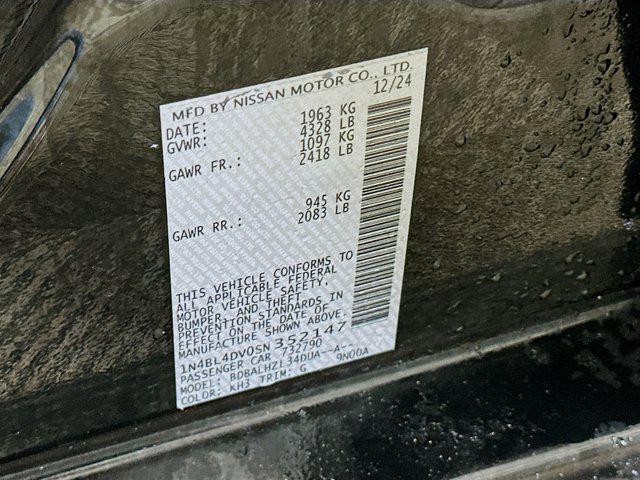 MFD BY NISSAN MOTOR CO., LTD.
DATE: 12/24
GVWR: 1963 KG
4328 LB
GAWR FR.: 1097 KG
2418 LB
GAWR RR.: 945 KG
2083 LB
THIS VEHICLE CONFORMS TO
ALL APPLICABLE FEDERAL
MOTOR VEHICLE SAFETY,
BUMPER, AND THEFT
PREVENTION STANDARDS IN
EFFECT ON THE DATE OF
MANUFACTURE SHOWN ABOVE.
1N4BL4DV0SN352147
PASSENGER CAR 732790
MODEL: BDBALHZL34DUA--A-- 9N00A
COLOR: KH3 TRIM: G